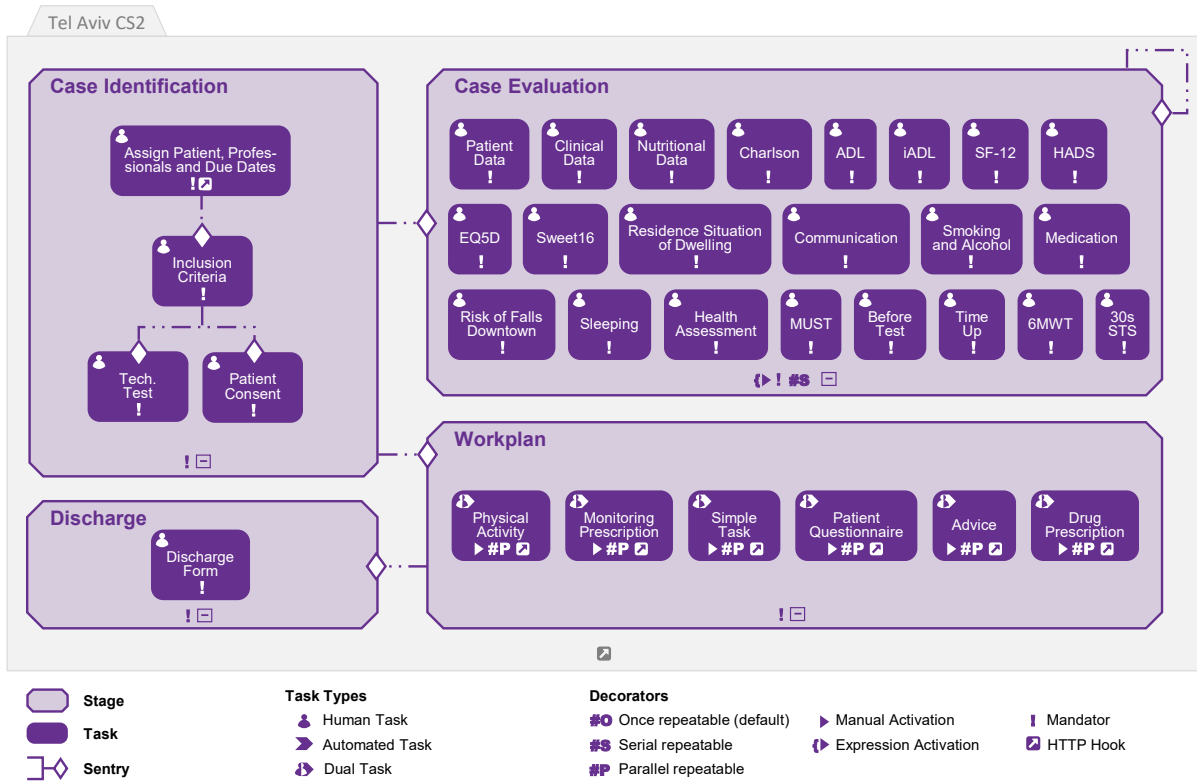 Tel Aviv CS2
Case Identification
Assign Patient, Profes-
sionals and Due Dates
!
Inclusion
Criteria
!
Tech.
Test
!
Patient
Consent
!
!
Case Evaluation
Patient
Data
!
Clinical
Data
!
Nutritional
Data
!
Charlson
!
ADL
!
iADL
!
SF-12
!
HADS
!
EQ5D
!
Sweet16
!
Residence Situation
of Dwelling
!
Communication
!
Smoking
and Alcohol
!
Medication
!
Risk of Falls
Downtown
!
Sleeping
!
Health
Assessment
!
MUST
!
Before
Test
!
Time
Up
!
6MWT
!
30s
STS
!
! #S
Discharge
Discharge
Form
!
!
Workplan
Physical
Activity
#P
Monitoring
Prescription
#P
Simple
Task
#P
Patient
Questionnaire
#P
Advice
#P
Drug
Prescription
#P
!
Stage
Task
Sentry
Task Types
Human Task
Automated Task
Dual Task
Decorators
#O Once repeatable (default)
#S Serial repeatable
#P Parallel repeatable
Manual Activation
Expression Activation
! Mandator
HTTP Hook